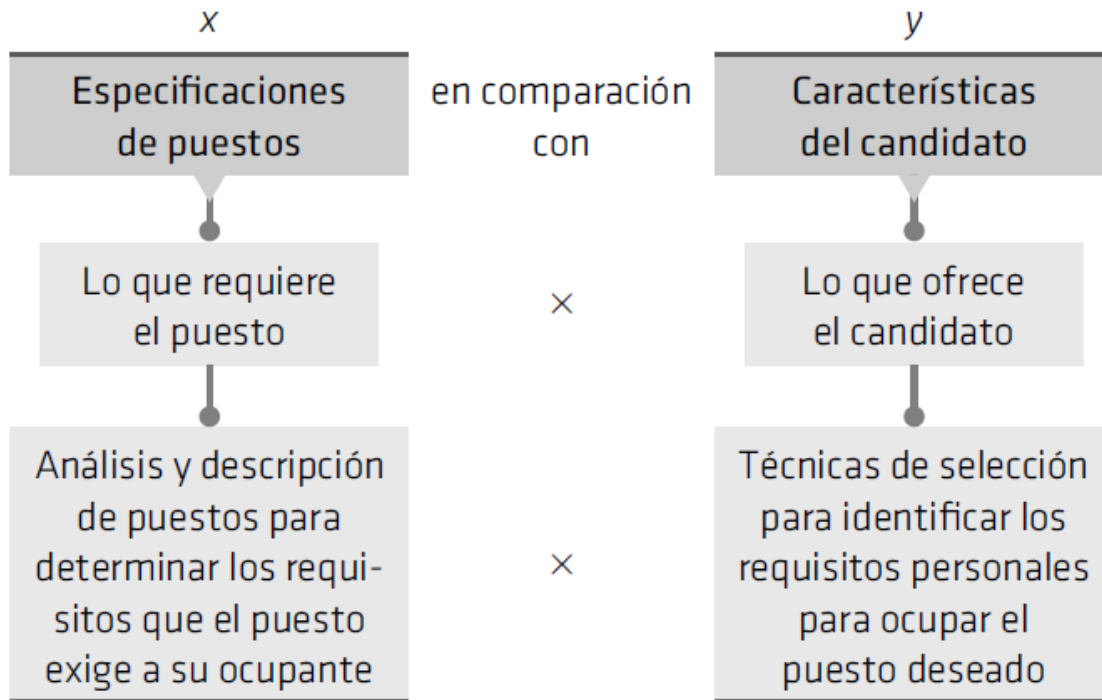 x
y
Especificaciones
de puestos
en comparación
con
Características
del candidato
Lo que requiere
el puesto
×
Lo que ofrece
el candidato
Análisis y descripción
de puestos para
determinar los requi-
sitos que el puesto
exige a su ocupante
×
Técnicas de selección
para identificar los
requisitos personales
para ocupar el
puesto deseado